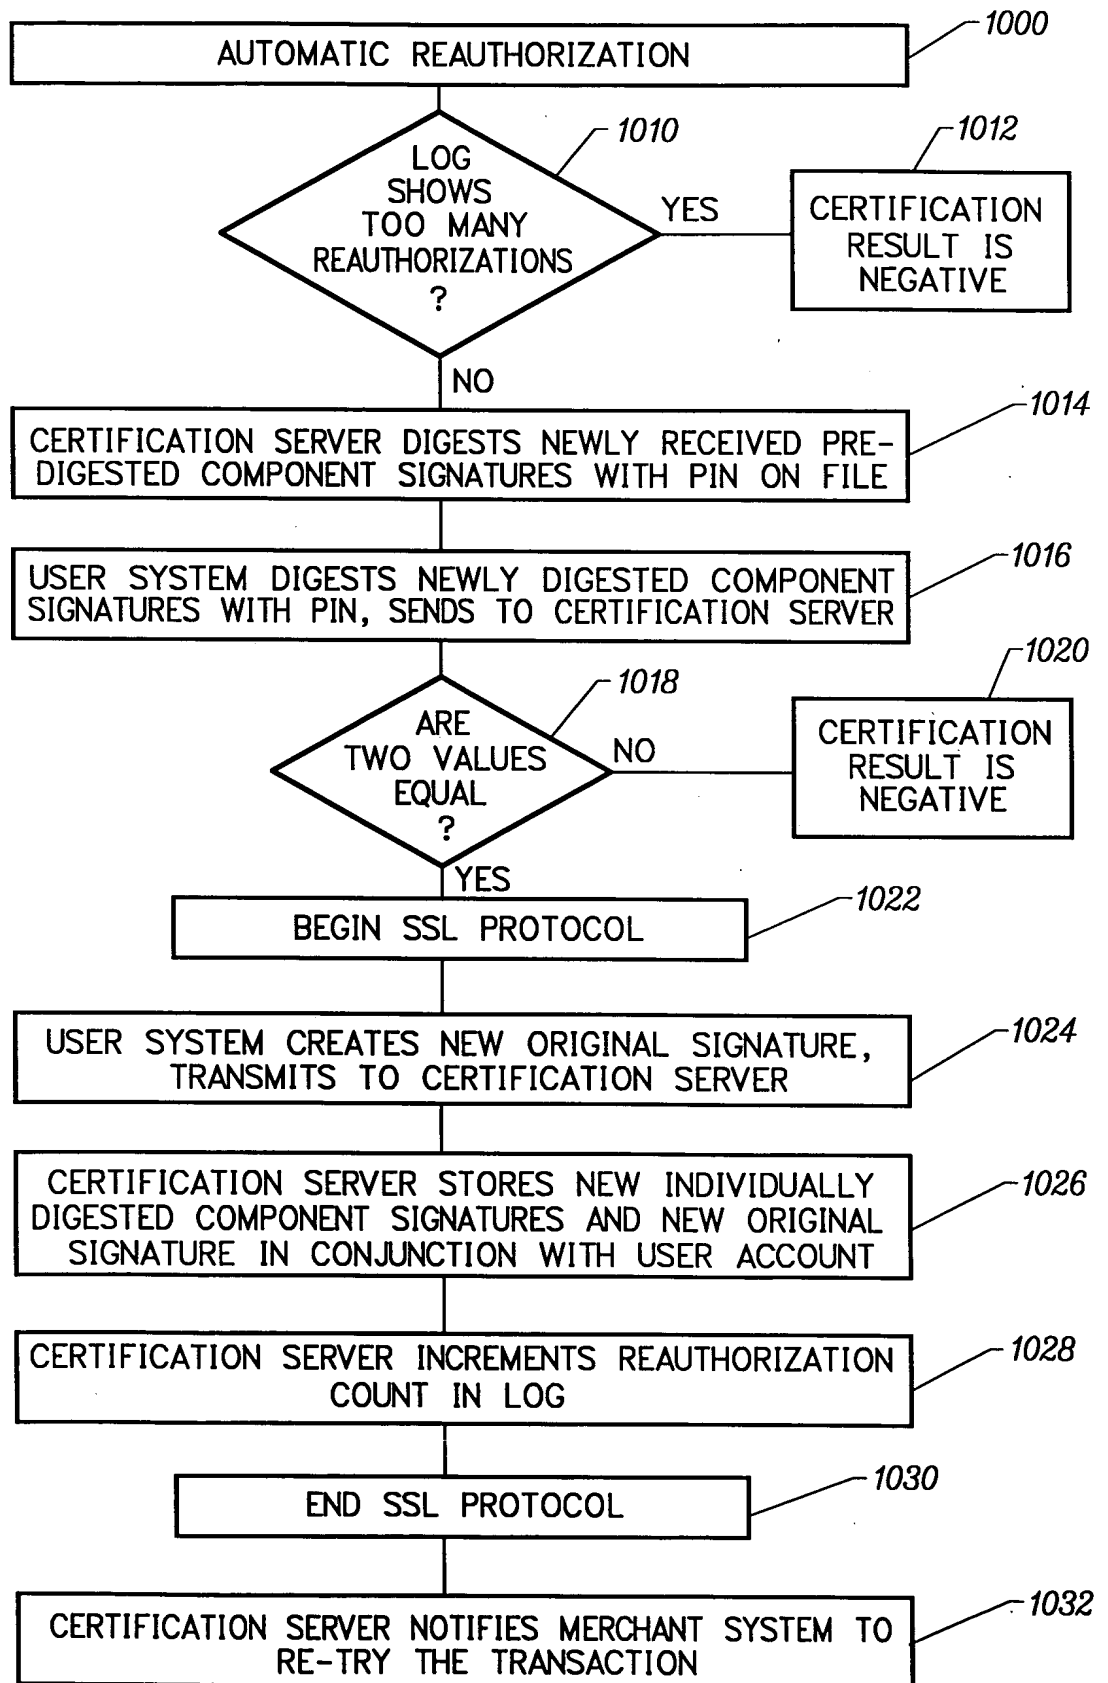 1000
AUTOMATIC REAUTHORIZATION
1010
LOG
SHOWS
TOO MANY
REAUTHORIZATIONS
?
YES
1012
CERTIFICATION
RESULT IS
NEGATIVE
NO
1014
CERTIFICATION SERVER DIGESTS NEWLY RECEIVED PRE-
DIGESTED COMPONENT SIGNATURES WITH PIN ON FILE
1016
USER SYSTEM DIGESTS NEWLY DIGESTED COMPONENT
SIGNATURES WITH PIN, SENDS TO CERTIFICATION SERVER
1018
ARE
TWO VALUES
EQUAL
?
NO
1020
CERTIFICATION
RESULT IS
NEGATIVE
YES
1022
BEGIN SSL PROTOCOL
1024
USER SYSTEM CREATES NEW ORIGINAL SIGNATURE,
TRANSMITS TO CERTIFICATION SERVER
1026
CERTIFICATION SERVER STORES NEW INDIVIDUALLY
DIGESTED COMPONENT SIGNATURES AND NEW ORIGINAL
SIGNATURE IN CONJUNCTION WITH USER ACCOUNT
1028
CERTIFICATION SERVER INCREMENTS REAUTHORIZATION
COUNT IN LOG
1030
END SSL PROTOCOL
1032
CERTIFICATION SERVER NOTIFIES MERCHANT SYSTEM TO
RE-TRY THE TRANSACTION